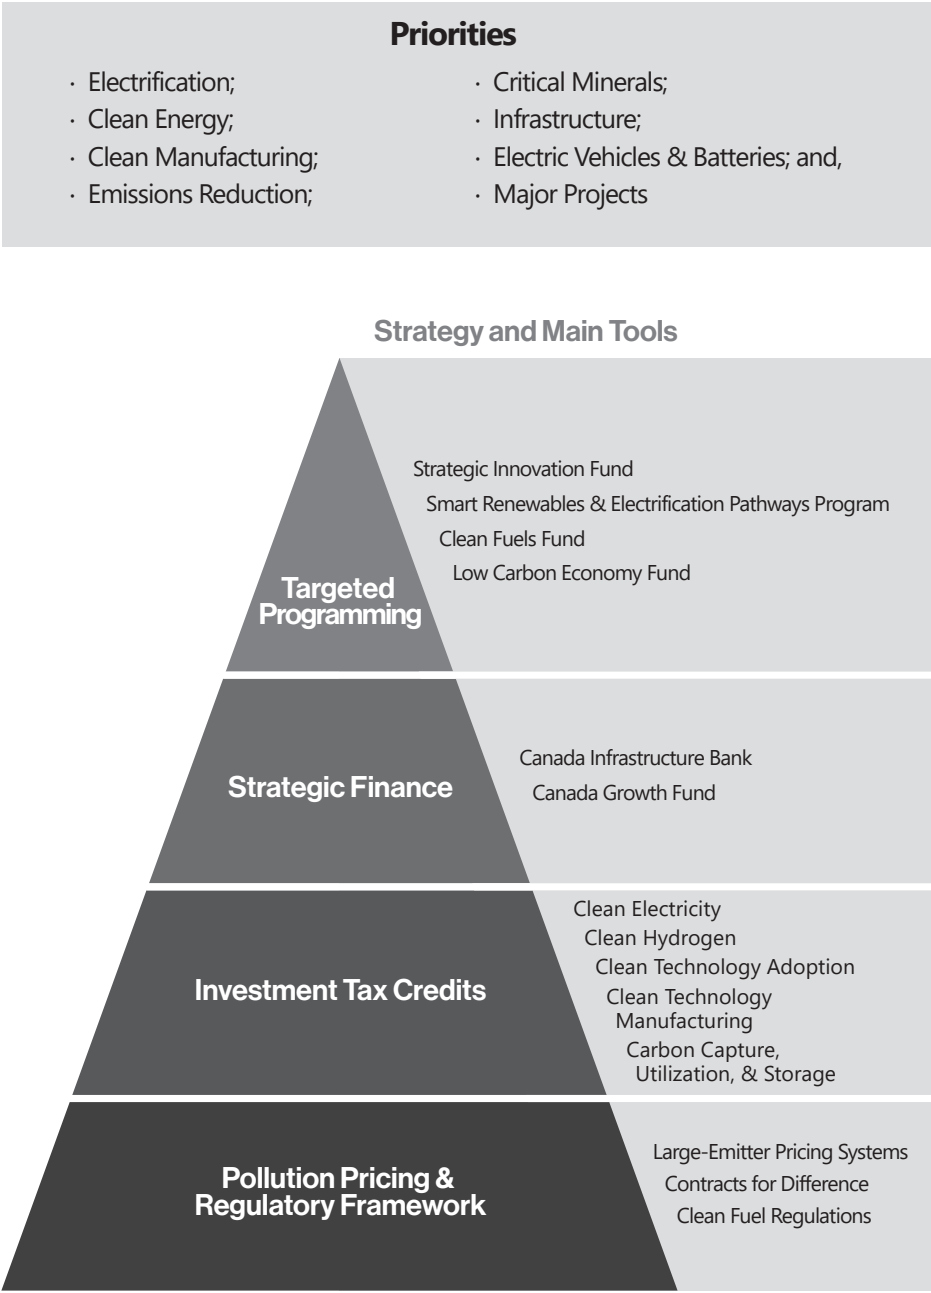 Priorities
· Electrification;
· Clean Energy;
· Clean Manufacturing;
· Emissions Reduction;
· Critical Minerals;
· Infrastructure;
· Electric Vehicles & Batteries; and,
· Major Projects
Strategy and Main Tools
Targeted
Programming
Strategic Innovation Fund
Smart Renewables & Electrification Pathways Program
Clean Fuels Fund
Low Carbon Economy Fund
Strategic Finance
Canada Infrastructure Bank
Canada Growth Fund
Investment Tax Credits
Clean Electricity
Clean Hydrogen
Clean Technology Adoption
Clean Technology
Manufacturing
Carbon Capture,
Utilization, & Storage
Pollution Pricing &
Regulatory Framework
Large-Emitter Pricing Systems
Contracts for Difference
Clean Fuel Regulations